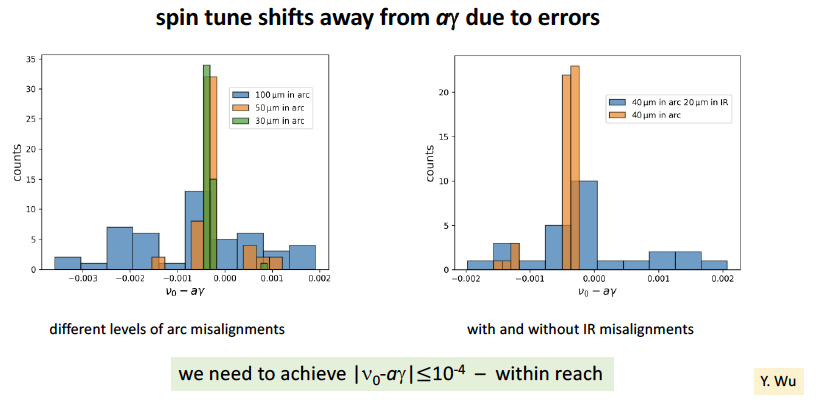 spin tune shifts away from aγ due to errors
35
30
25
20
15
10
5
0
counts
100 μm in arc
50 μm in arc
30 μm in arc
−0.003 −0.002 −0.001 0.000 0.001 0.002
ν₀ − aγ
20
15
10
5
0
counts
40 μm in arc 20 μm in IR
40 μm in arc
−0.002 −0.001 0.000 0.001 0.002
ν₀ − aγ
different levels of arc misalignments
with and without IR misalignments
we need to achieve |ν₀-aγ|≤10⁻⁴ – within reach
Y. Wu